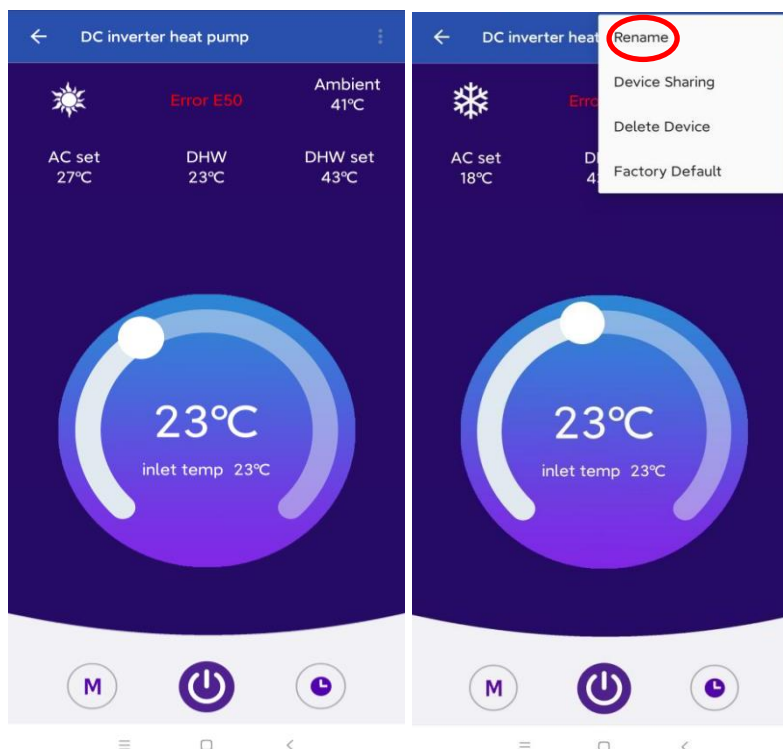 DC inverter heat pump
Error E50
Ambient
41℃
AC set
27℃
DHW
23℃
DHW set
43℃
23℃
inlet temp 23℃
M
DC inverter heat
Rename
Device Sharing
Delete Device
Factory Default
AC set
18℃
23℃
inlet temp 23℃
M